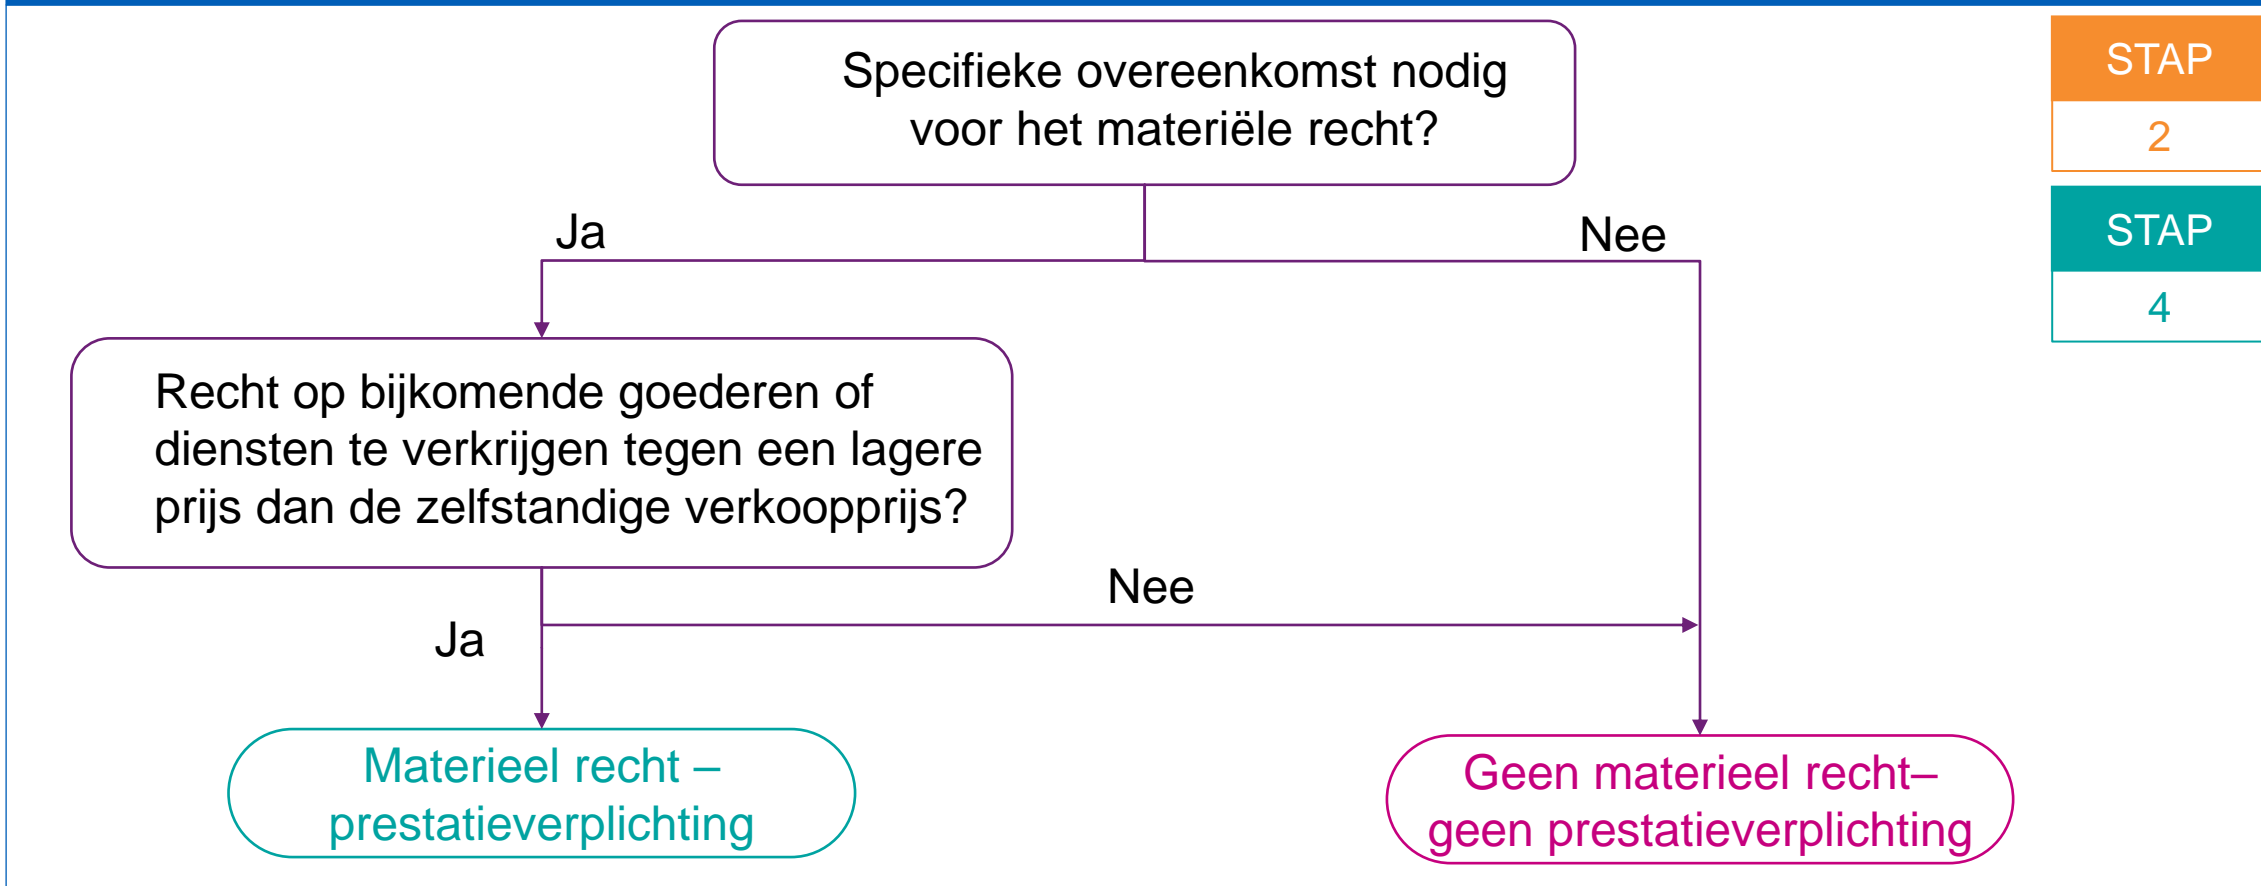 Specifieke overeenkomst nodig
voor het materiële recht?
STAP
2
STAP
4
Ja
Nee
Recht op bijkomende goederen of
diensten te verkrijgen tegen een lagere
prijs dan de zelfstandige verkoopprijs?
Nee
Ja
Materieel recht –
prestatieverplichting
Geen materieel recht–
geen prestatieverplichting